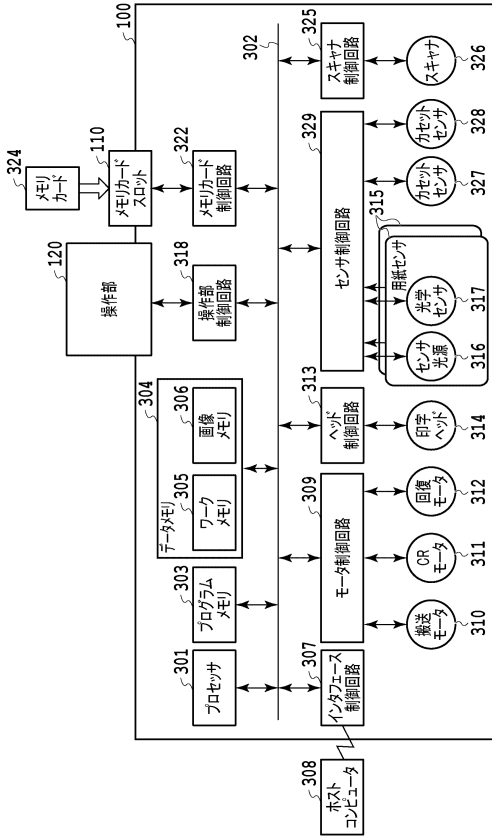 100
324
メモリ
カード
110
メモリカード
スロット
322
メモリカード
制御回路
120
操作部
318
操作部
制御回路
304
データメモリ
306
画像
メモリ
305
ワーク
メモリ
303
プログラム
メモリ
301
プロセッサ
302
325
スキャナ
制御回路
スキャナ
326
329
センサ制御回路
カセット
センサ
328
カセット
センサ
327
315
用紙センサ
光学
センサ
317
センサ
光源
316
313
ヘッド
制御回路
印字
ヘッド
314
309
モータ制御回路
回復
モータ
312
CR
モータ
311
搬送
モータ
310
307
インタフェース
制御回路
308
ホスト
コンピュータ